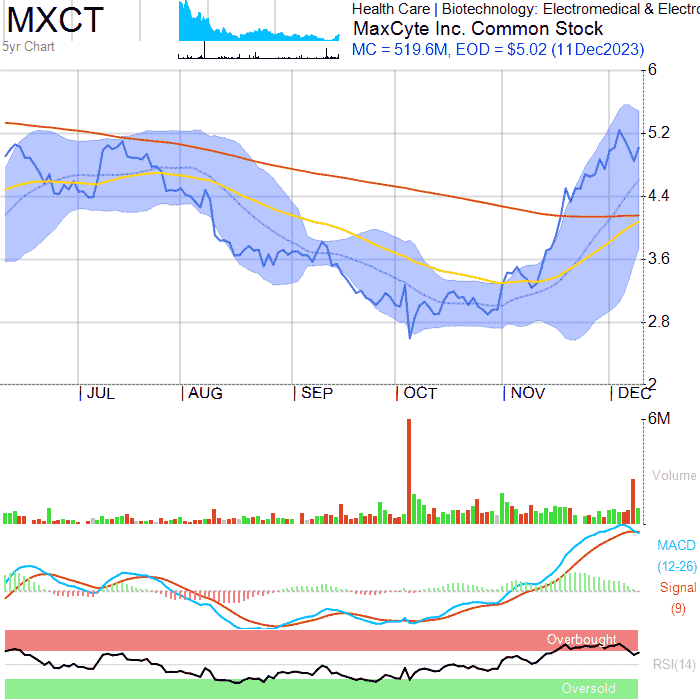 MXCT
5yr Chart
Health Care | Biotechnology: Electromedical & Electro
MaxCyte Inc. Common Stock
MC = 519.6M, EOD = $5.02 (11Dec2023)
6
5.2
4.4
3.6
2.8
2
JUL AUG SEP OCT NOV DEC
6M
Volume
MACD
(12-26)
Signal
(9)
Overbought
RSI(14)
Oversold